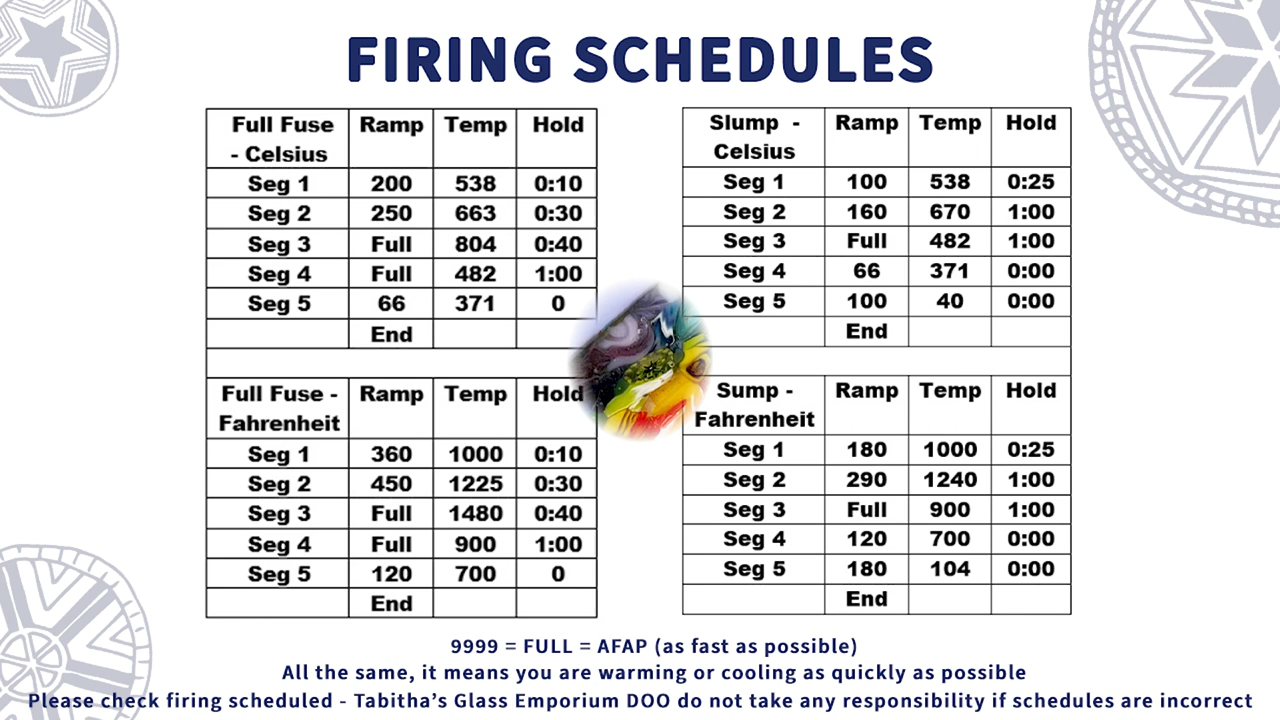 FIRING SCHEDULES
Full Fuse - Celsius Ramp Temp Hold
Seg 1 200 538 0:10
Seg 2 250 663 0:30
Seg 3 Full 804 0:40
Seg 4 Full 482 1:00
Seg 5 66 371 0
End
Slump - Celsius Ramp Temp Hold
Seg 1 100 538 0:25
Seg 2 160 670 1:00
Seg 3 Full 482 1:00
Seg 4 66 371 0:00
Seg 5 100 40 0:00
End
Full Fuse - Fahrenheit Ramp Temp Hold
Seg 1 360 1000 0:10
Seg 2 450 1225 0:30
Seg 3 Full 1480 0:40
Seg 4 Full 900 1:00
Seg 5 120 700 0
End
Sump - Fahrenheit Ramp Temp Hold
Seg 1 180 1000 0:25
Seg 2 290 1240 1:00
Seg 3 Full 900 1:00
Seg 4 120 700 0:00
Seg 5 180 104 0:00
End
9999 = FULL = AFAP (as fast as possible)
All the same, it means you are warming or cooling as quickly as possible
Please check firing scheduled - Tabitha's Glass Emporium DOO do not take any responsibility if schedules are incorrect